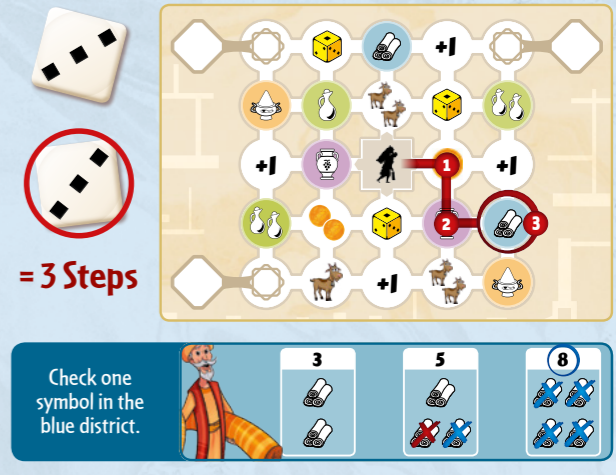 +1
+1
1
+1
2
3
= 3 Steps
+1
Check one
symbol in the
blue district.
3
5
8